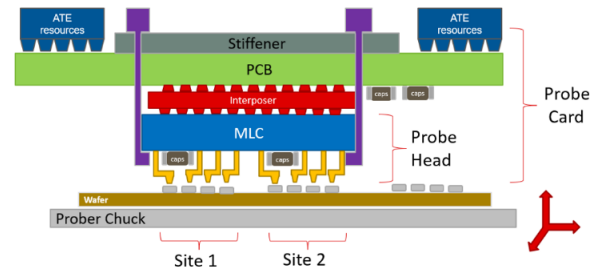 ATE
resources
ATE
resources
Stiffener
PCB
caps
caps
Interposer
Probe
Card
MLC
Probe
Head
caps
caps
Wafer
Prober Chuck
Site 1
Site 2